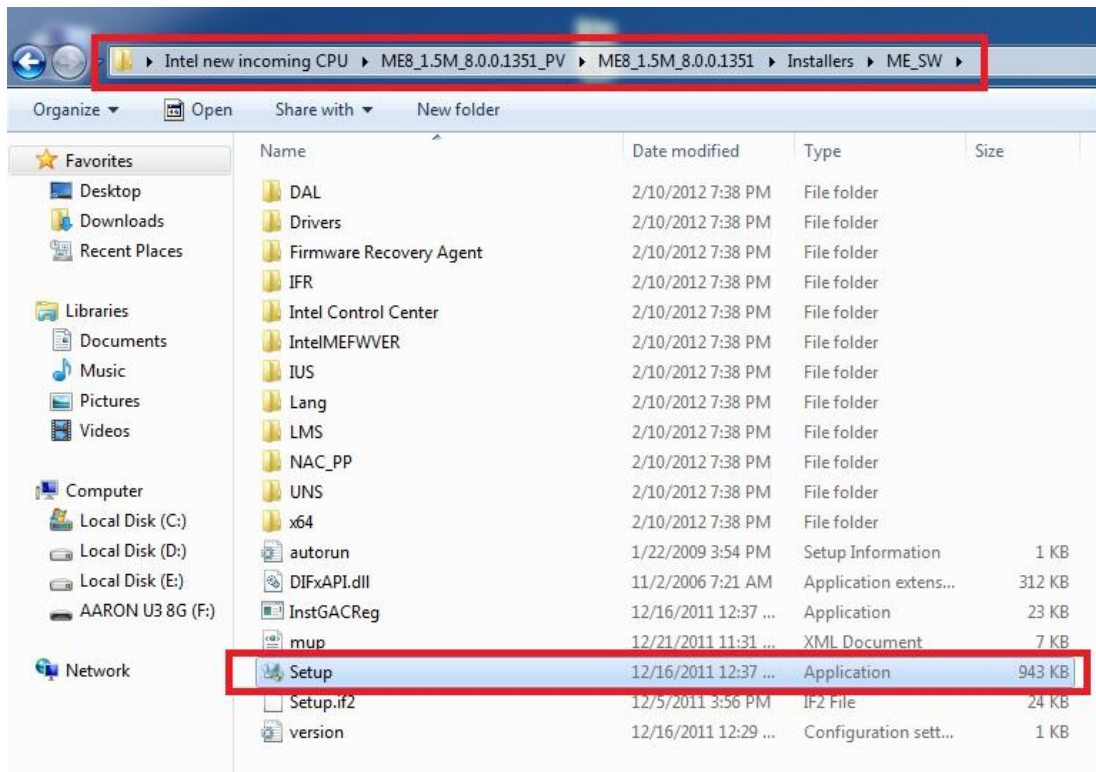 Intel new incoming CPU ▸ ME8_1.5M_8.0.0.1351_PV ▸ ME8_1.5M_8.0.0.1351 ▸ Installers ▸ ME_SW ▸
Organize Open Share with New folder
Name Date modified Type Size
Favorites
Desktop
Downloads
Recent Places
Libraries
Documents
Music
Pictures
Videos
Computer
Local Disk (C:)
Local Disk (D:)
Local Disk (E:)
AARON U3 8G (F:)
Network
DAL 2/10/2012 7:38 PM File folder
Drivers 2/10/2012 7:38 PM File folder
Firmware Recovery Agent 2/10/2012 7:38 PM File folder
IFR 2/10/2012 7:38 PM File folder
Intel Control Center 2/10/2012 7:38 PM File folder
IntelMEFWVER 2/10/2012 7:38 PM File folder
IUS 2/10/2012 7:38 PM File folder
Lang 2/10/2012 7:38 PM File folder
LMS 2/10/2012 7:38 PM File folder
NAC_PP 2/10/2012 7:38 PM File folder
UNS 2/10/2012 7:38 PM File folder
x64 2/10/2012 7:38 PM File folder
autorun 1/22/2009 3:54 PM Setup Information 1 KB
DIFxAPI.dll 11/2/2006 7:21 AM Application extens... 312 KB
InstGACReg 12/16/2011 12:37 ... Application 23 KB
mup 12/21/2011 11:31 ... XML Document 7 KB
Setup 12/16/2011 12:37 ... Application 943 KB
Setup.if2 12/5/2011 3:56 PM IF2 File 24 KB
version 12/16/2011 12:29 ... Configuration sett... 1 KB